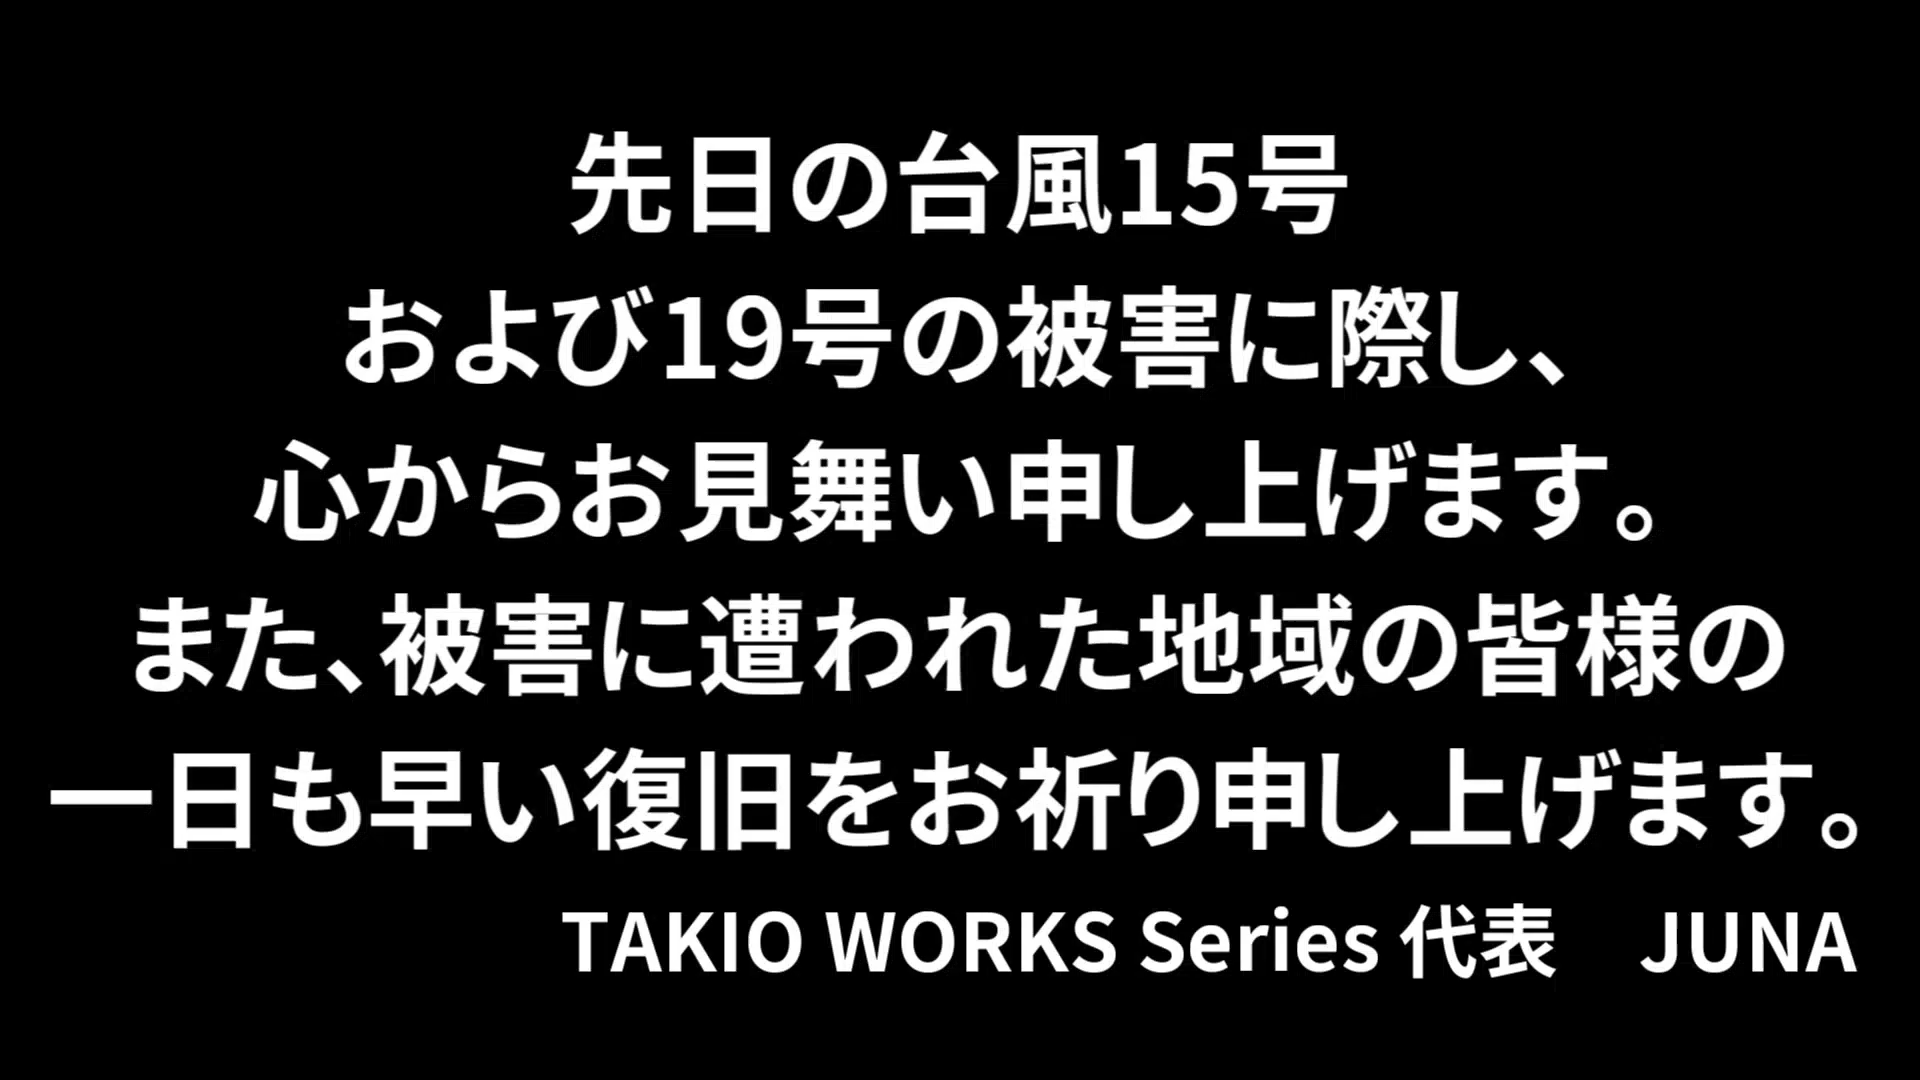 先日の台風15号
および19号の被害に際し、
心からお見舞い申し上げます。
また、被害に遭われた地域の皆様の
一日も早い復旧をお祈り申し上げます。
TAKIO WORKS Series 代表　JUNA